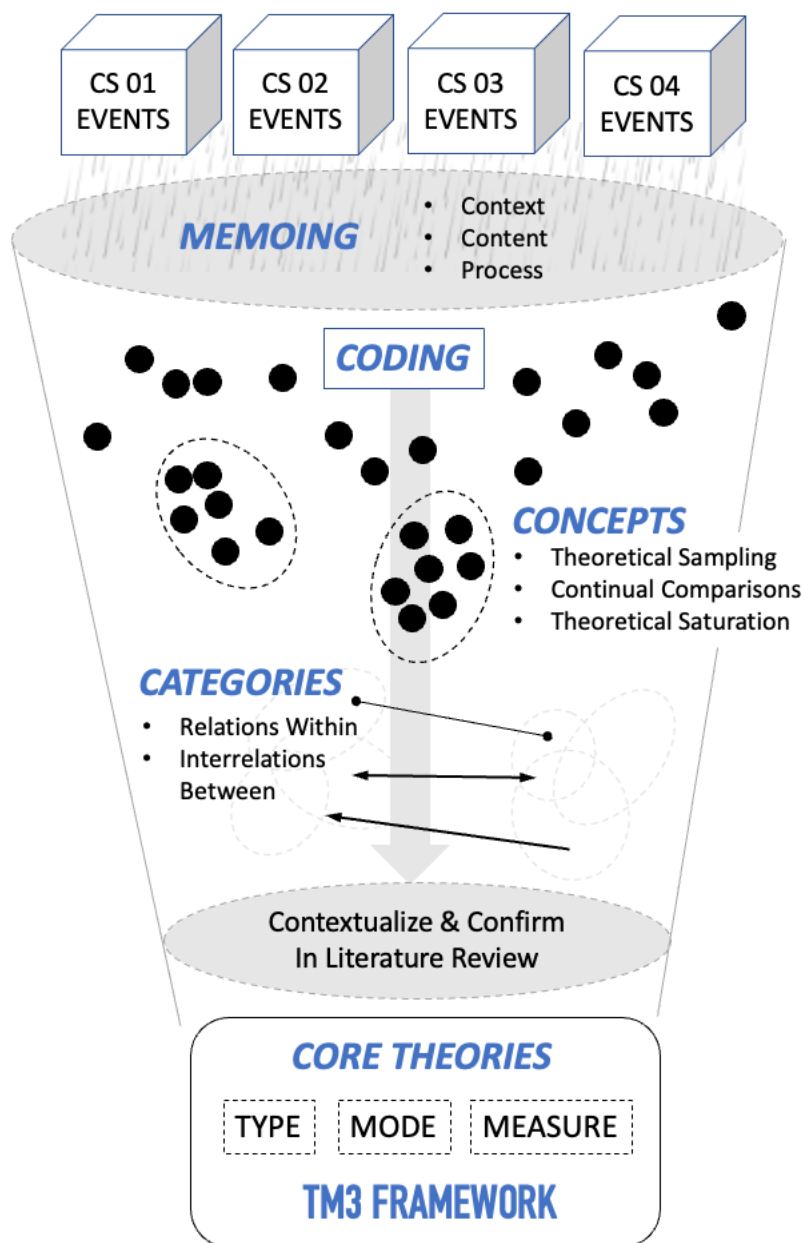 CS 01
EVENTS
CS 02
EVENTS
CS 03
EVENTS
CS 04
EVENTS
MEMOING
• Context
• Content
• Process
CODING
CONCEPTS
• Theoretical Sampling
• Continual Comparisons
• Theoretical Saturation
CATEGORIES
• Relations Within
• Interrelations
Between
Contextualize & Confirm
In Literature Review
CORE THEORIES
TYPE
MODE
MEASURE
TM3 FRAMEWORK